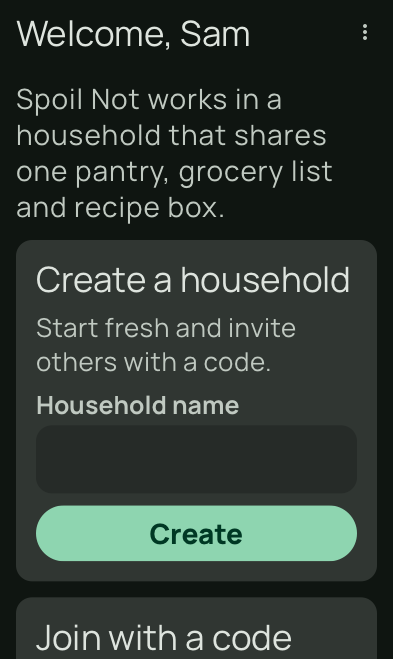 Welcome, Sam
Spoil Not works in a
household that shares
one pantry, grocery list
and recipe box.
Create a household
Start fresh and invite
others with a code.
Household name
Create
Join with a code